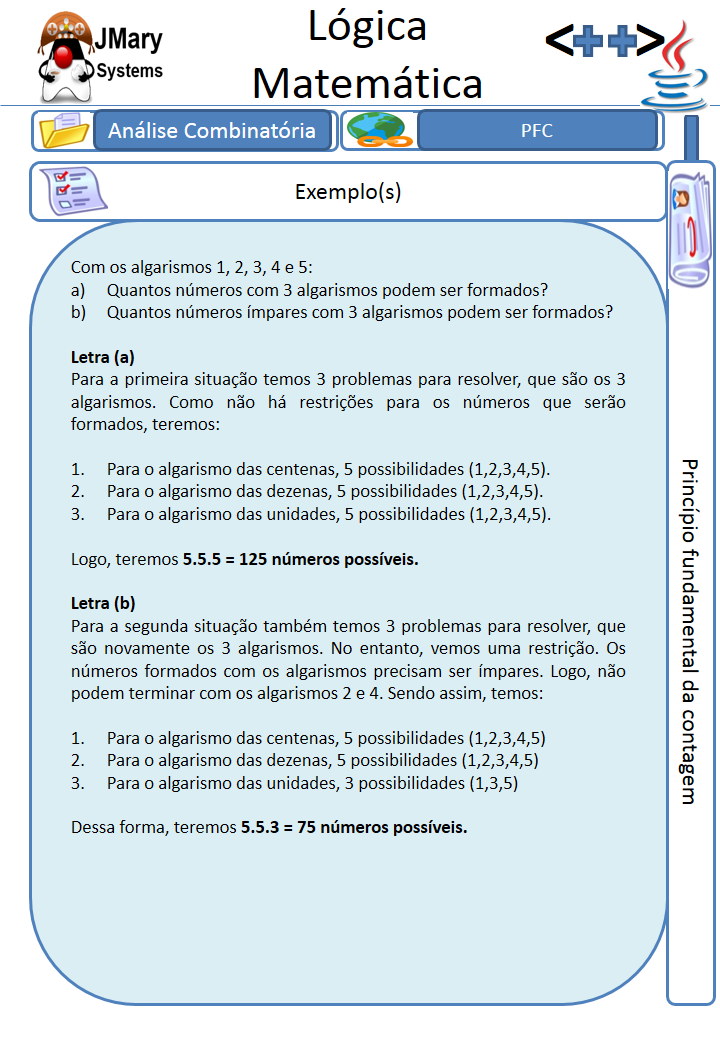 JMary
Systems
Lógica
Matemática
<++>
Análise Combinatória
PFC
Exemplo(s)
Com os algarismos 1, 2, 3, 4 e 5:
a) Quantos números com 3 algarismos podem ser formados?
b) Quantos números ímpares com 3 algarismos podem ser formados?
Letra (a)
Para a primeira situação temos 3 problemas para resolver, que são os 3
algarismos. Como não há restrições para os números que serão
formados, teremos:
1. Para o algarismo das centenas, 5 possibilidades (1,2,3,4,5).
2. Para o algarismo das dezenas, 5 possibilidades (1,2,3,4,5).
3. Para o algarismo das unidades, 5 possibilidades (1,2,3,4,5).
Logo, teremos 5.5.5 = 125 números possíveis.
Letra (b)
Para a segunda situação também temos 3 problemas para resolver, que
são novamente os 3 algarismos. No entanto, vemos uma restrição. Os
números formados com os algarismos precisam ser ímpares. Logo, não
podem terminar com os algarismos 2 e 4. Sendo assim, temos:
1. Para o algarismo das centenas, 5 possibilidades (1,2,3,4,5)
2. Para o algarismo das dezenas, 5 possibilidades (1,2,3,4,5)
3. Para o algarismo das unidades, 3 possibilidades (1,3,5)
Dessa forma, teremos 5.5.3 = 75 números possíveis.
Princípio fundamental da contagem